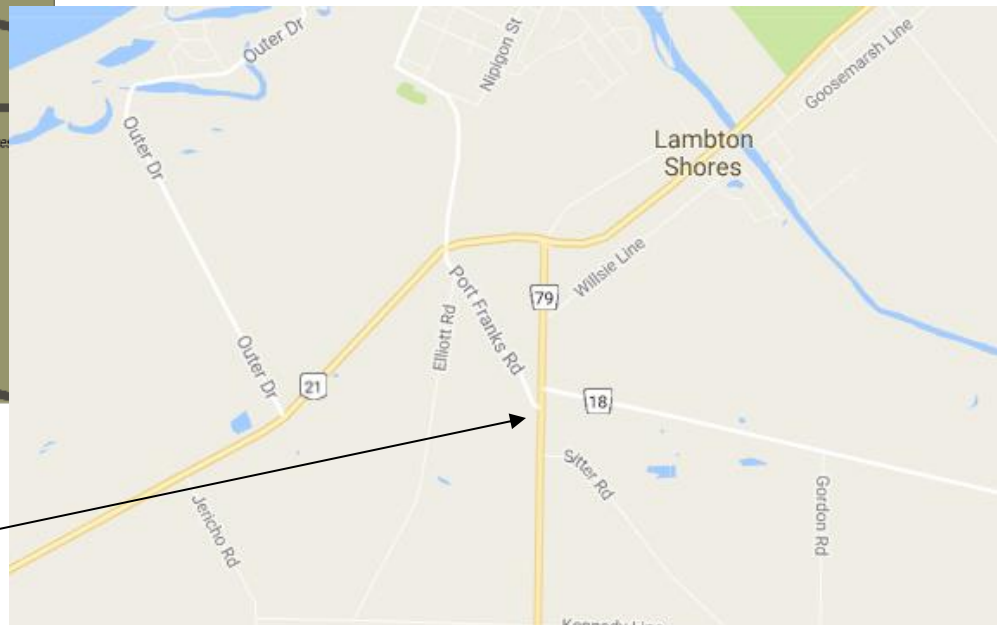 Outer Dr
Nipigon St
Goosemarsh Line
Outer Dr
Lambton
Shores
Willsie Line
79
Port Franks Rd
Elliott Rd
Outer Dr
21
18
Sitter Rd
Gordon Rd
Jericho Rd